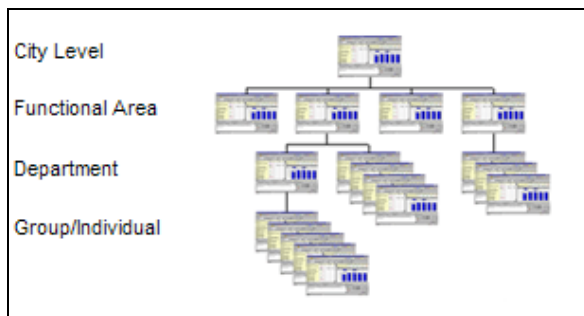 City Level
Functional Area
Department
Group/Individual